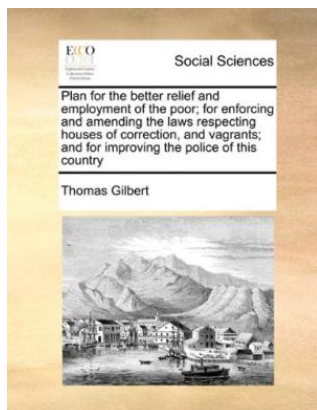 ECCO
Social Sciences
Plan for the better relief and
employment of the poor; for enforcing
and amending the laws respecting
houses of correction, and vagrants;
and for improving the police of this
country
Thomas Gilbert